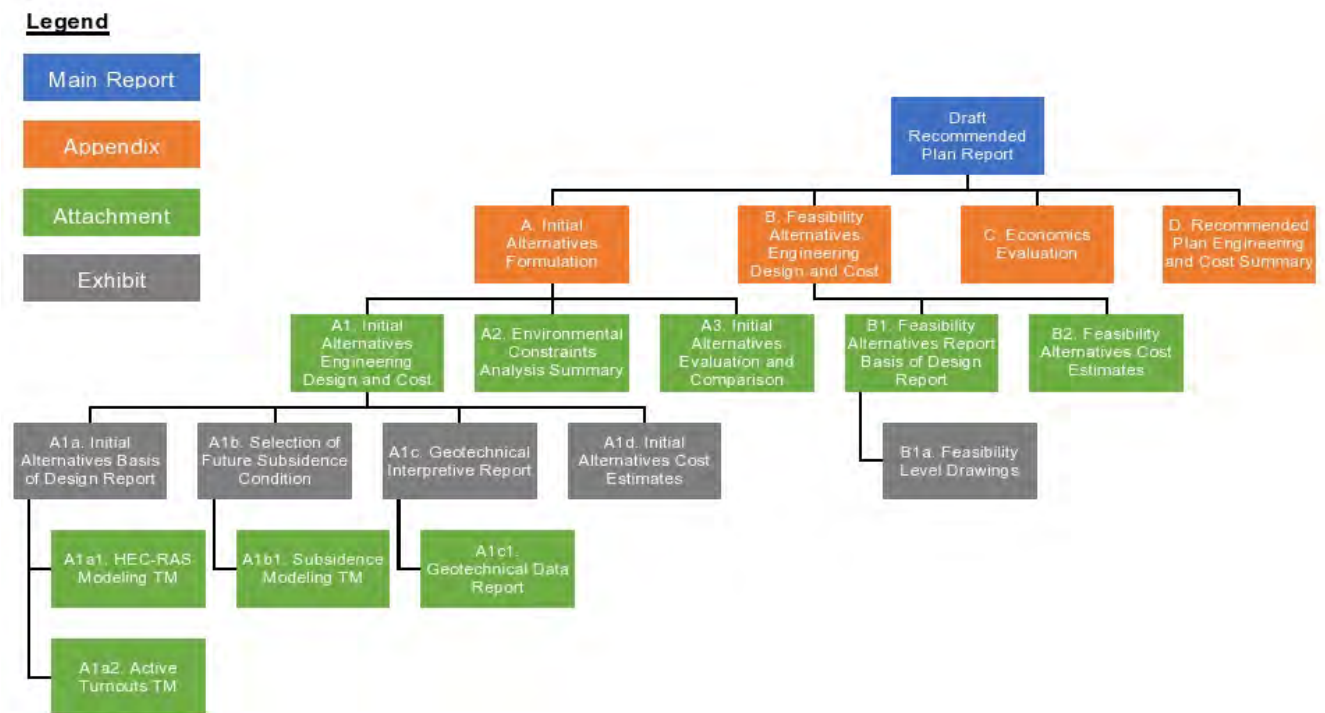 Legend
Main Report
Appendix
Attachment
Exhibit
Draft
Recommended
Plan Report
A. Initial
Alternatives
Formulation
B. Feasibility
Alternatives
Engineering
Design and Cost
C. Economics
Evaluation
D. Recommended
Plan Engineering
and Cost Summary
A1. Initial
Alternatives
Engineering
Design and Cost
A2. Environmental
Constraints
Analysis Summary
A3. Initial
Alternatives
Evaluation and
Comparison
B1. Feasibility
Alternatives Report
Basis of Design
Report
B2. Feasibility
Alternatives Cost
Estimates
A1a. Initial
Alternatives Basis
of Design Report
A1b. Selection of
Future Subsidence
Condition
A1c. Geotechnical
Interpretive Report
A1d. Initial
Alternatives Cost
Estimates
B1a. Feasibility
Level Drawings
A1a1. HEC-RAS
Modeling TM
A1b1. Subsidence
Modeling TM
A1c1.
Geotechnical Data
Report
A1a2. Active
Turnouts TM